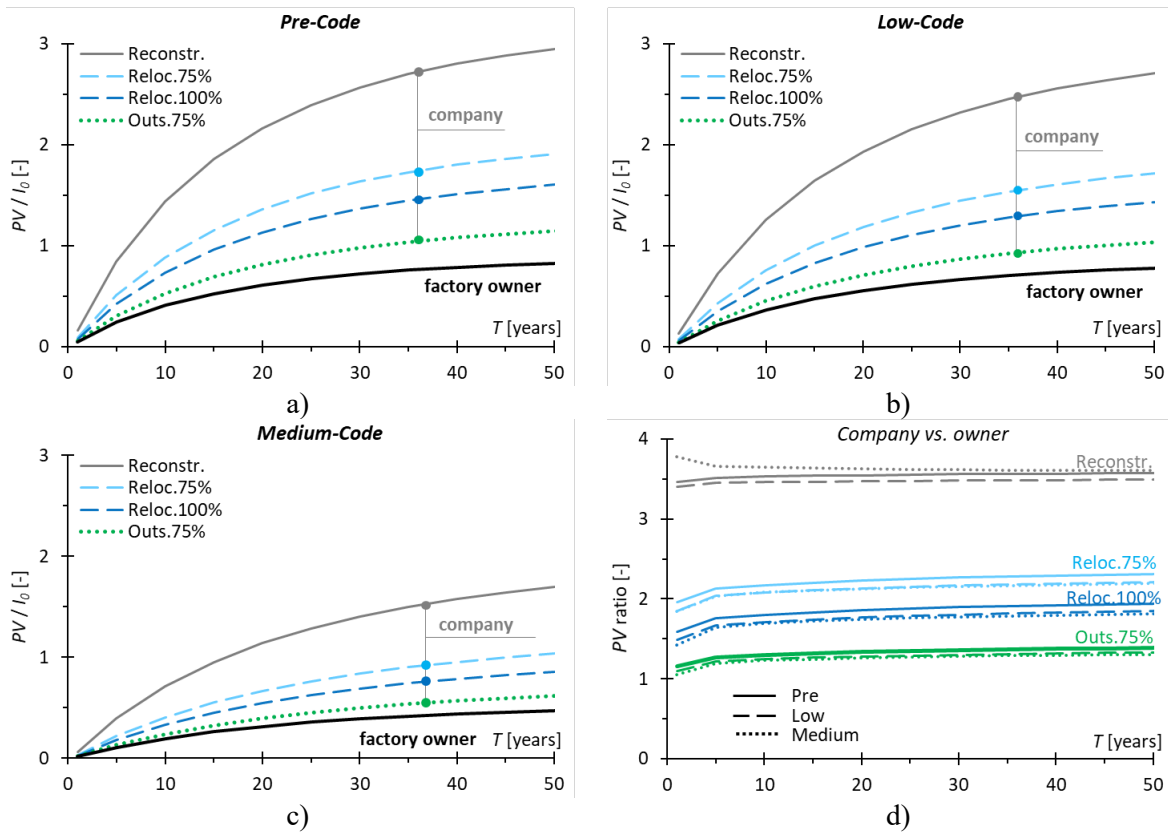 Pre-Code
3
2
1
0
PV / I0 [-]
Reconstr.
Reloc.75%
Reloc.100%
Outs.75%
company
factory owner
T [years]
0 10 20 30 40 50
a)
Low-Code
3
2
1
0
PV / I0 [-]
Reconstr.
Reloc.75%
Reloc.100%
Outs.75%
company
factory owner
T [years]
0 10 20 30 40 50
b)
Medium-Code
3
2
1
0
PV / I0 [-]
Reconstr.
Reloc.75%
Reloc.100%
Outs.75%
company
factory owner T [years]
0 10 20 30 40 50
c)
Company vs. owner
4
3
2
1
0
PV ratio [-]
Reconstr.
Reloc.75%
Reloc.100%
Outs.75%
Pre
Low
Medium
T [years]
0 10 20 30 40 50
d)